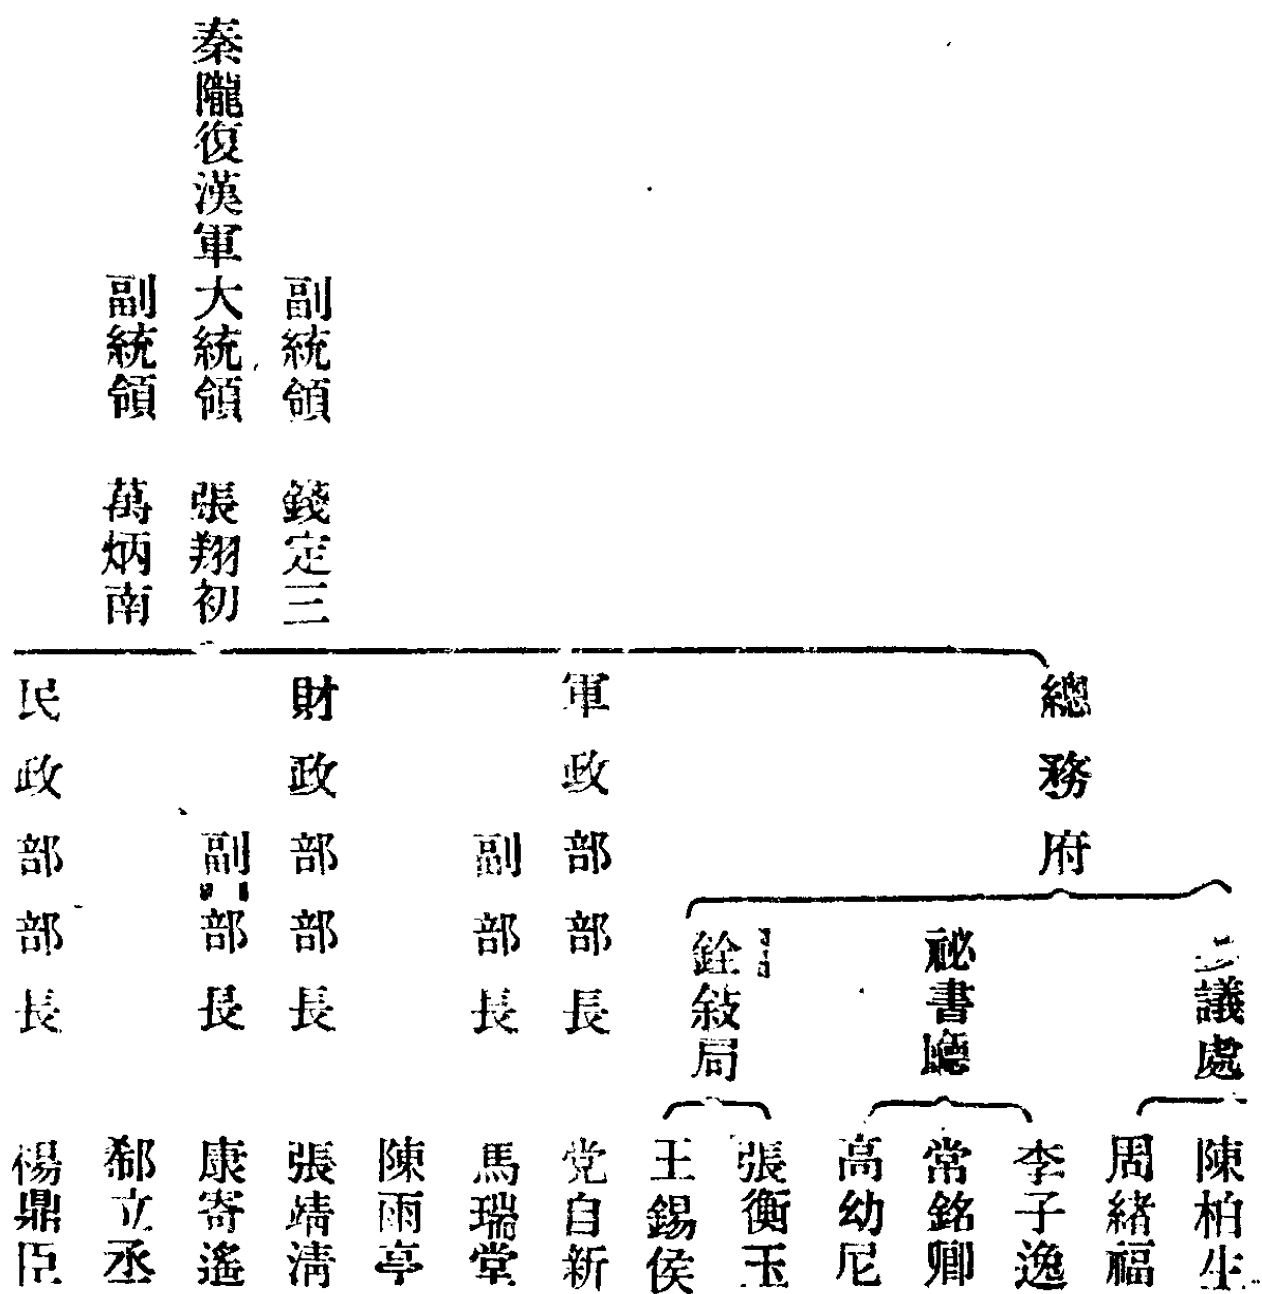 副統領　錢定三
秦隴復漢軍大統領　張翔初
副統領　萬炳南
總務府
議處
陳柏生
周緒福
祕書廳
李子逸
常銘卿
高幼尼
銓敍局
張衡玉
王錫侯
軍政部部長　党自新
副部長　馬瑞堂
陳雨亭
財政部部長　張靖清
副部長　康寄遙
郗立丞
民政部部長　楊鼎臣